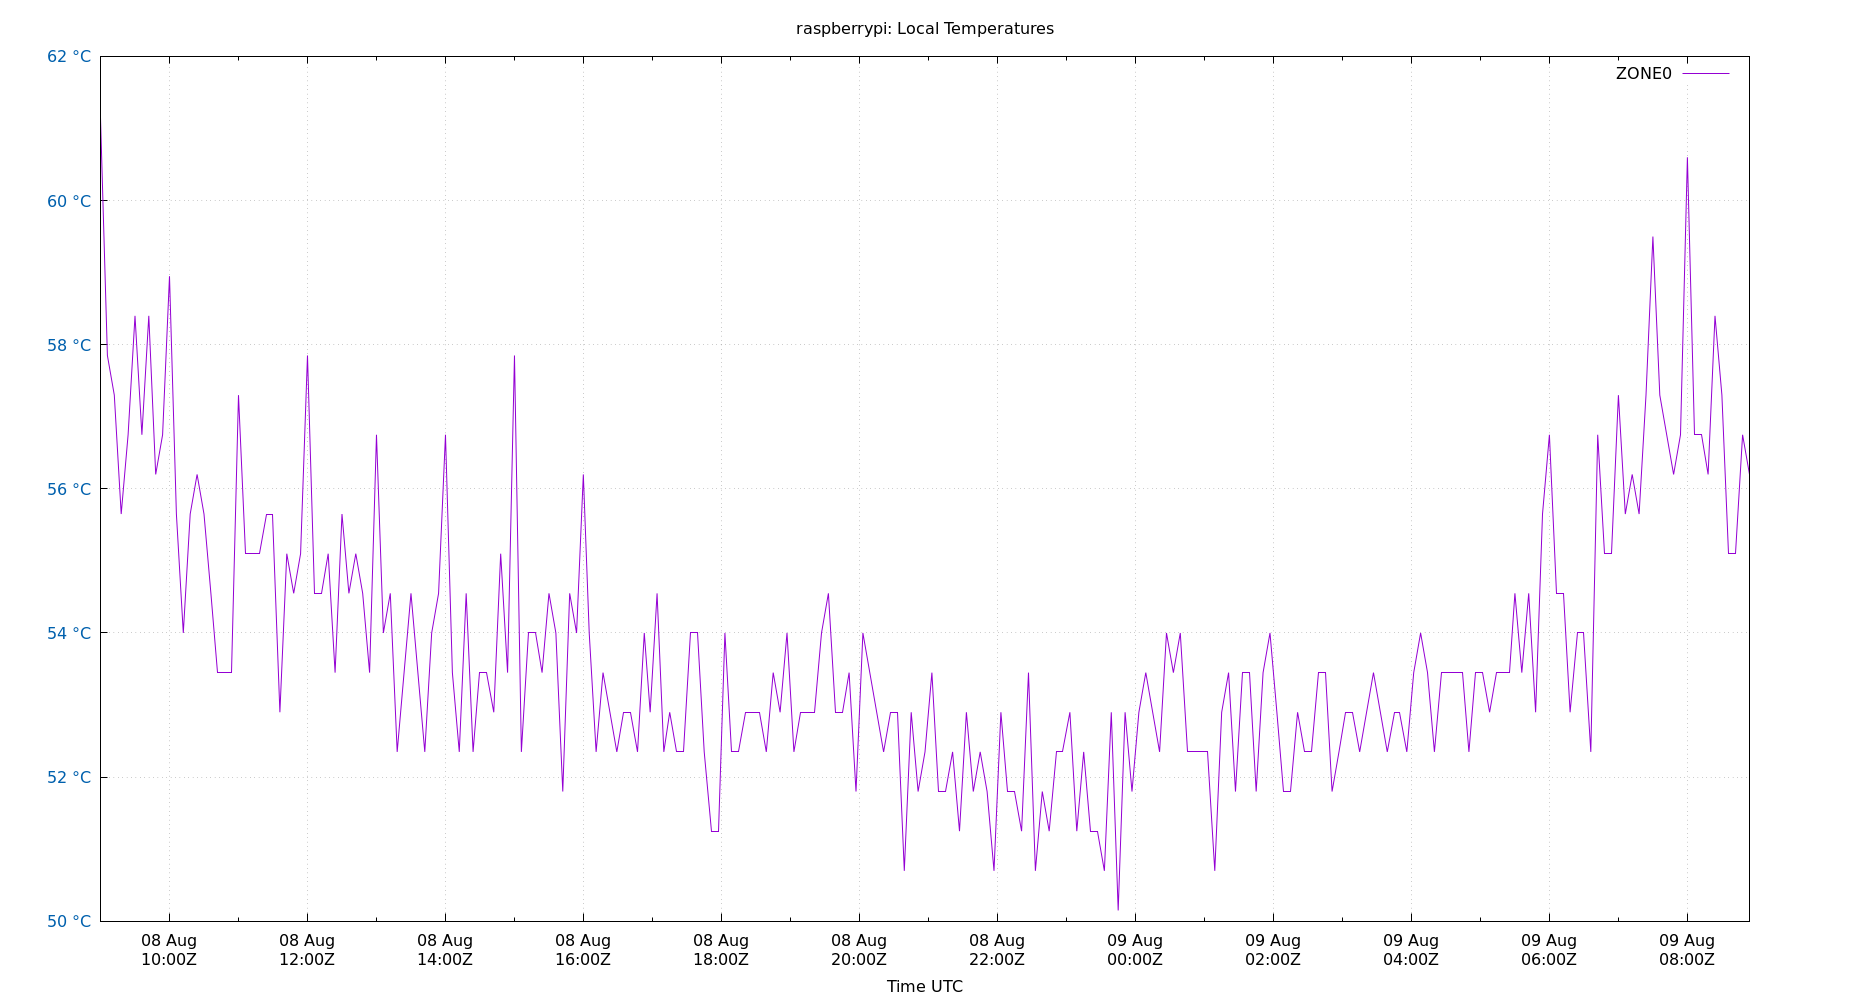 raspberrypi: Local Temperatures
62 °C
60 °C
58 °C
56 °C
54 °C
52 °C
50 °C
ZONE0
08 Aug 08 Aug 08 Aug 08 Aug 08 Aug 08 Aug 08 Aug 09 Aug 09 Aug 09 Aug 09 Aug 09 Aug
10:00Z 12:00Z 14:00Z 16:00Z 18:00Z 20:00Z 22:00Z 00:00Z 02:00Z 04:00Z 06:00Z 08:00Z
Time UTC